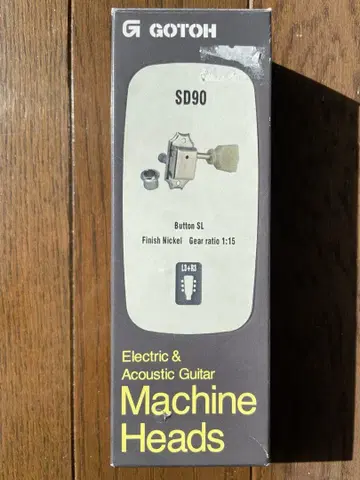 GOTOH
SD90
Button SL
Finish Nickel Gear ratio 1:15
L3+R3
Electric &
Acoustic Guitar
Machine
Heads